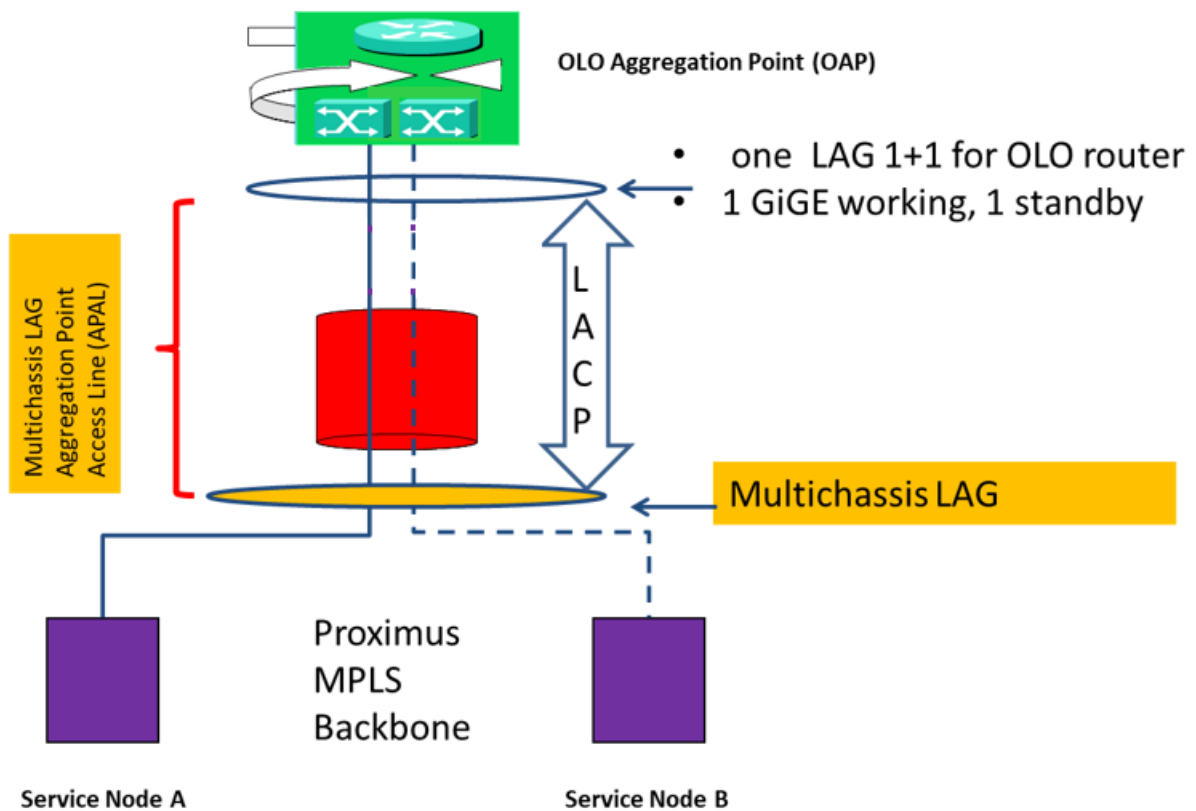 OLO Aggregation Point (OAP)
• one LAG 1+1 for OLO router
• 1 GiGE working, 1 standby
Multichassis LAG
Aggregation Point
Access Line (APAL)
L
A
C
P
Multichassis LAG
Proximus
MPLS
Backbone
Service Node A
Service Node B